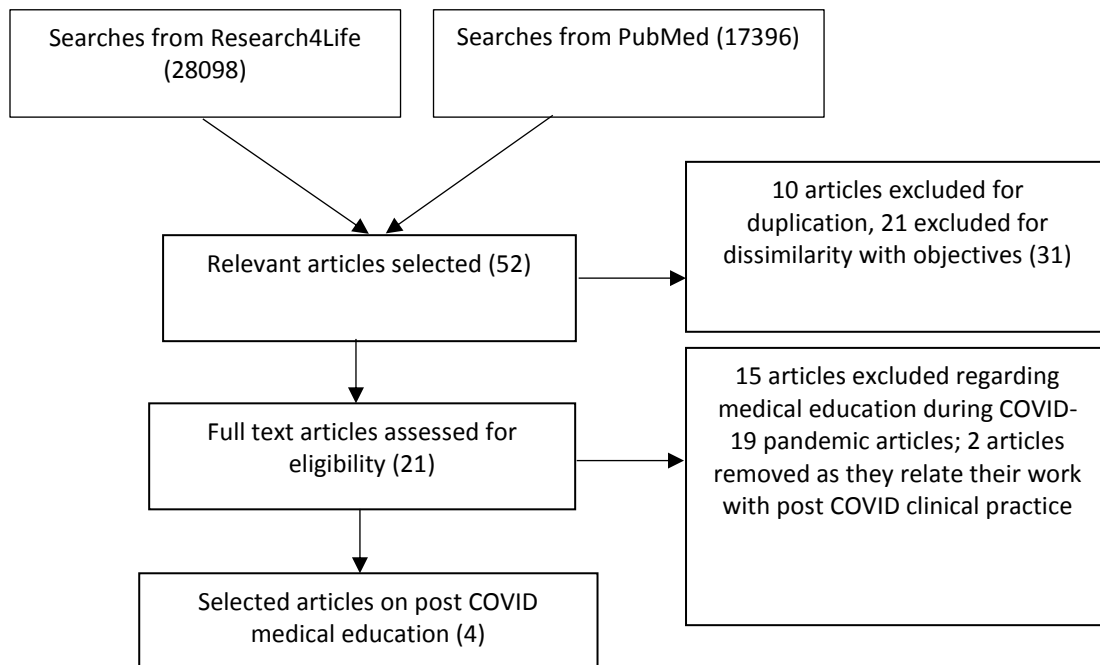 Searches from Research4Life
(28098)
Searches from PubMed (17396)
10 articles excluded for
duplication, 21 excluded for
dissimilarity with objectives (31)
Relevant articles selected (52)
15 articles excluded regarding
medical education during COVID-
19 pandemic articles; 2 articles
removed as they relate their work
with post COVID clinical practice
Full text articles assessed for
eligibility (21)
Selected articles on post COVID
medical education (4)